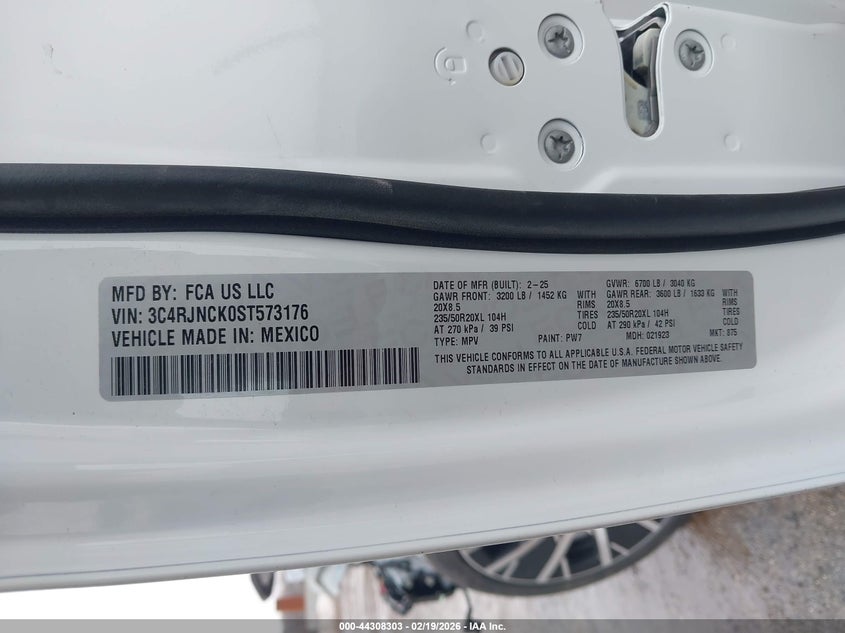 MFD BY: FCA US LLC
VIN: 3C4RJNCK0ST573176
VEHICLE MADE IN: MEXICO
DATE OF MFR (BUILT): 2-25
GVWR: 6700 LB / 3040 KG
GAWR FRONT: 3200 LB / 1452 KG WITH
20X8.5 RIMS
235/50R20XL 104H TIRES
AT 270 kPa / 39 PSI COLD
GAWR REAR: 3600 LB / 1633 KG WITH
20X8.5 RIMS
235/50R20XL 104H TIRES
AT 290 kPa / 42 PSI COLD
TYPE: MPV PAINT: PW7 MDH: 021923 MKT: 875
THIS VEHICLE CONFORMS TO ALL APPLICABLE U.S.A. FEDERAL MOTOR VEHICLE SAFETY
STANDARDS IN EFFECT ON THE DATE OF MANUFACTURE SHOWN ABOVE.
000-44308303 - 02/19/2026 - IAA Inc.